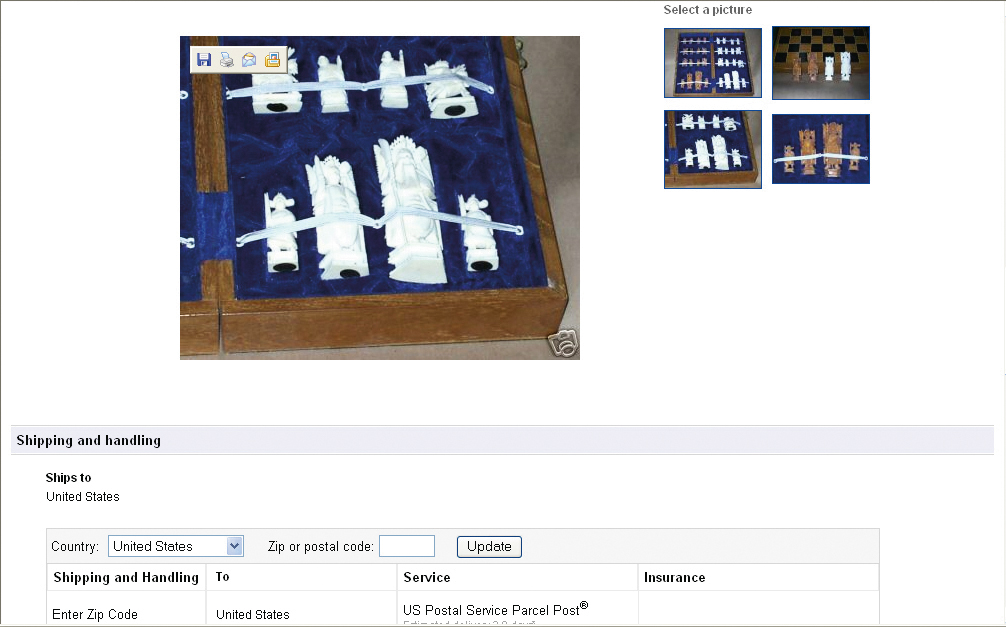 Select a picture
Shipping and handling
Ships to
United States
Country: United States Zip or postal code: Update
Shipping and Handling To Service Insurance
Enter Zip Code United States US Postal Service Parcel Post®